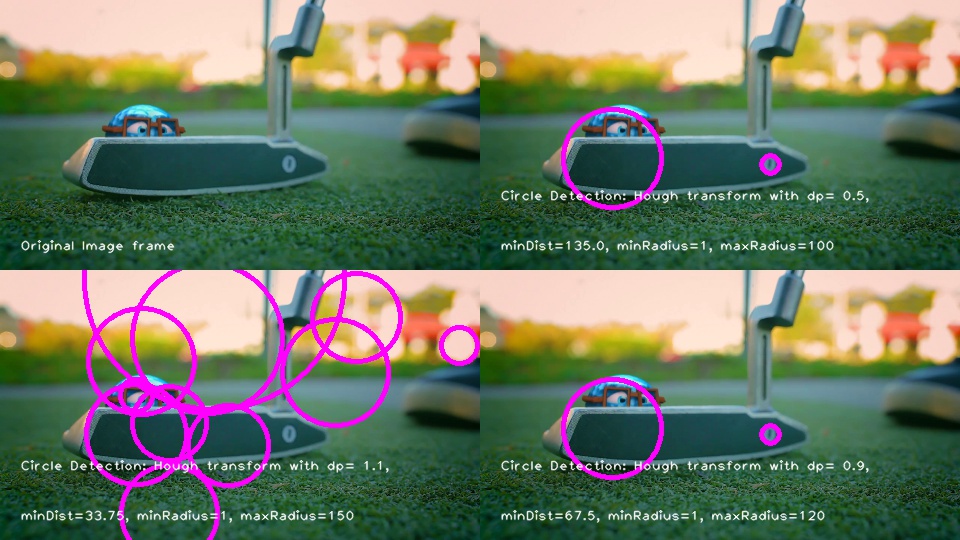 Original Image frame
Circle Detection: Hough transform with dp= 0.5,
minDist=135.0, minRadius=1, maxRadius=100
Circle Detection: Hough transform with dp= 1.1,
minDist=33.75, minRadius=1, maxRadius=150
Circle Detection: Hough transform with dp= 0.9,
minDist=67.5, minRadius=1, maxRadius=120